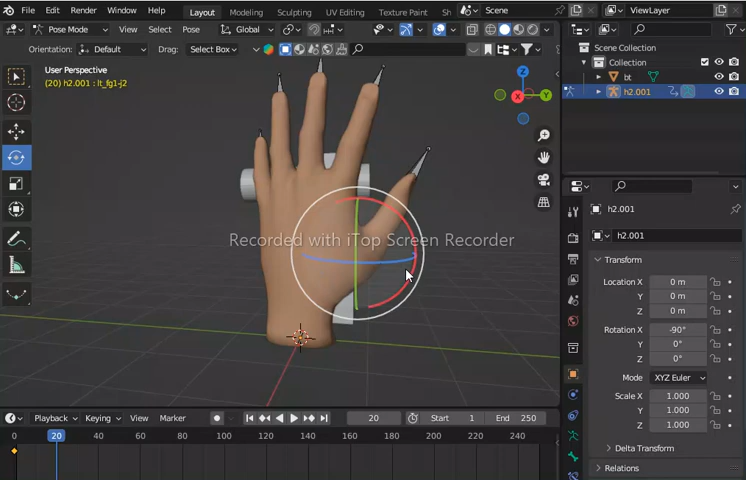 File Edit Render Window Help Layout Modeling Sculpting UV Editing Texture Paint Sh Scene ViewLayer
Pose Mode View Select Pose Global
Orientation: Default Drag: Select Box
User Perspective
(20) h2.001 : lt_fg1-j2
Z
X
Y
Recorded with iTop Screen Recorder
Scene Collection
Collection
bt
h2.001
h2.001
h2.001
Transform
Location X 0 m
Y 0 m
Z 0 m
Rotation X -90°
Y 0°
Z 0°
Mode XYZ Euler
Scale X 1.000
Y 1.000
Z 1.000
Delta Transform
Relations
Playback Keying View Marker 20 Start 1 End 250
0 20 40 60 80 100 120 140 160 180 200 220 240